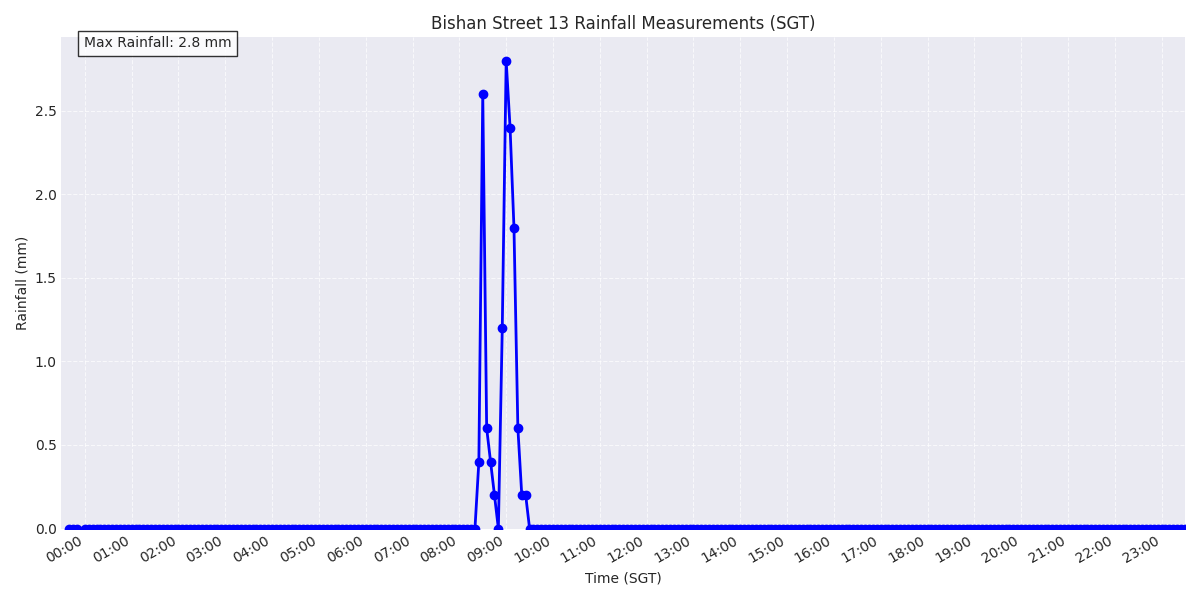 Bishan Street 13 Rainfall Measurements (SGT)
Max Rainfall: 2.8 mm
Rainfall (mm)
2.5
2.0
1.5
1.0
0.5
0.0
00:00 01:00 02:00 03:00 04:00 05:00 06:00 07:00 08:00 09:00 10:00 11:00 12:00 13:00 14:00 15:00 16:00 17:00 18:00 19:00 20:00 21:00 22:00 23:00
Time (SGT)